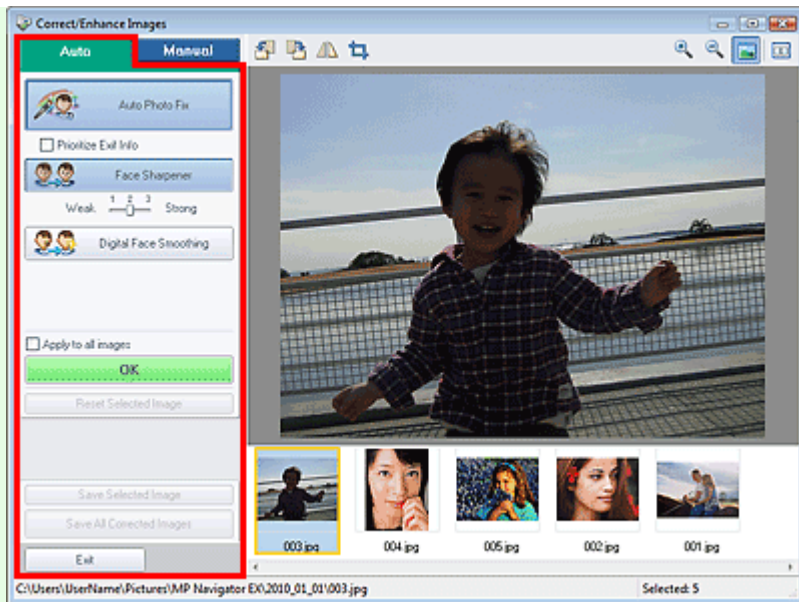 Correct/Enhance Images
Auto
Manual
Auto Photo Fix
Prioritize Exif Info
Face Sharpener
1 2 3
Weak Strong
Digital Face Smoothing
Apply to all images
OK
Reset Selected Image
Save Selected Image
Save All Corrected Images
Exit
003.jpg
004.jpg
005.jpg
002.jpg
001.jpg
C:\Users\UserName\Pictures\MP Navigator EX\2010_01_01\003.jpg
Selected: 5